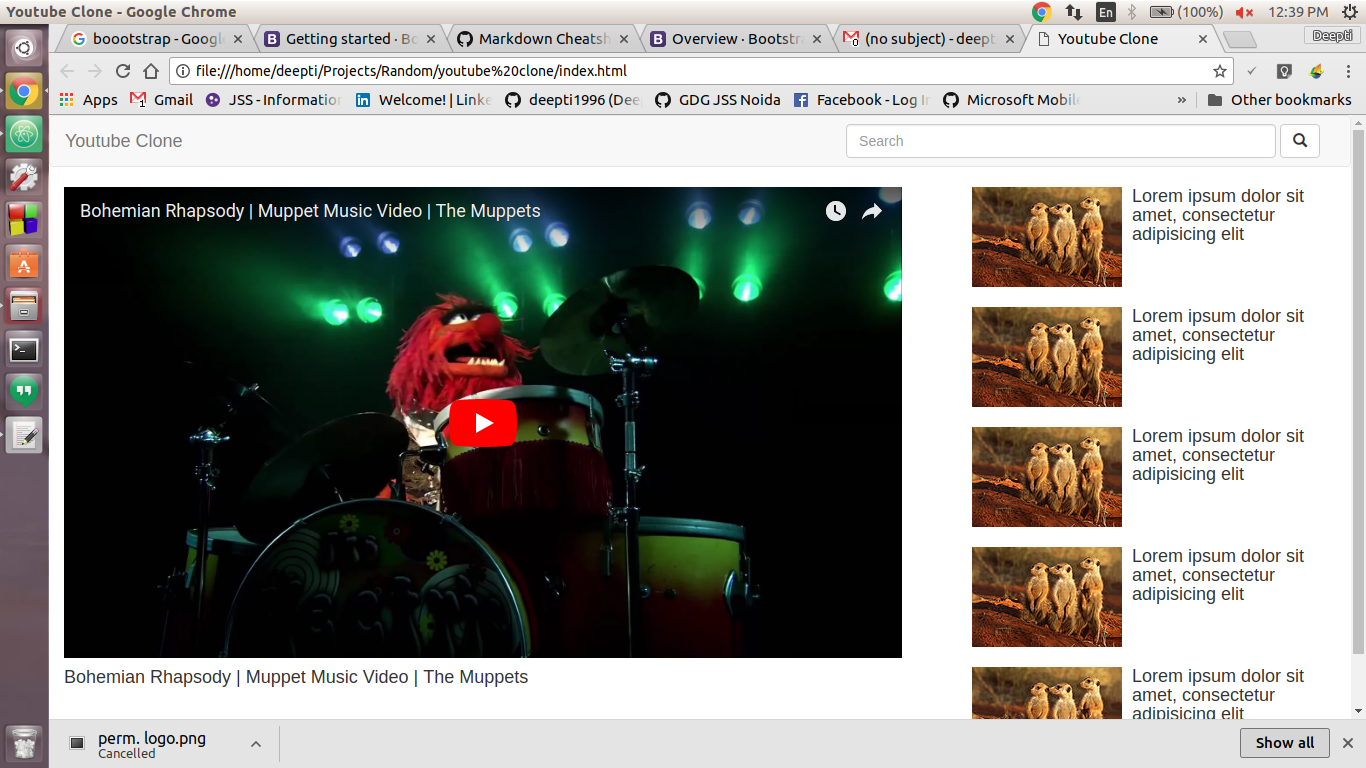 Youtube Clone - Google Chrome
En (100%) 12:39 PM
boootstrap - Googl
Getting started · Bo
Markdown Cheatsh
Overview · Bootstra
(no subject) - deept
Youtube Clone
Deepti
file:///home/deepti/Projects/Random/youtube%20clone/index.html
Apps
Gmail
JSS - Informatio
Welcome! | Linke
deepti1996 (Dee
GDG JSS Noida
Facebook - Log I
Microsoft Mobil
» Other bookmarks
Youtube Clone
Search
Bohemian Rhapsody | Muppet Music Video | The Muppets
Lorem ipsum dolor sit
amet, consectetur
adipisicing elit
Lorem ipsum dolor sit
amet, consectetur
adipisicing elit
Lorem ipsum dolor sit
amet, consectetur
adipisicing elit
Lorem ipsum dolor sit
amet, consectetur
adipisicing elit
Lorem ipsum dolor sit
amet, consectetur
adipisicing elit
Bohemian Rhapsody | Muppet Music Video | The Muppets
perm. logo.png
Cancelled
Show all